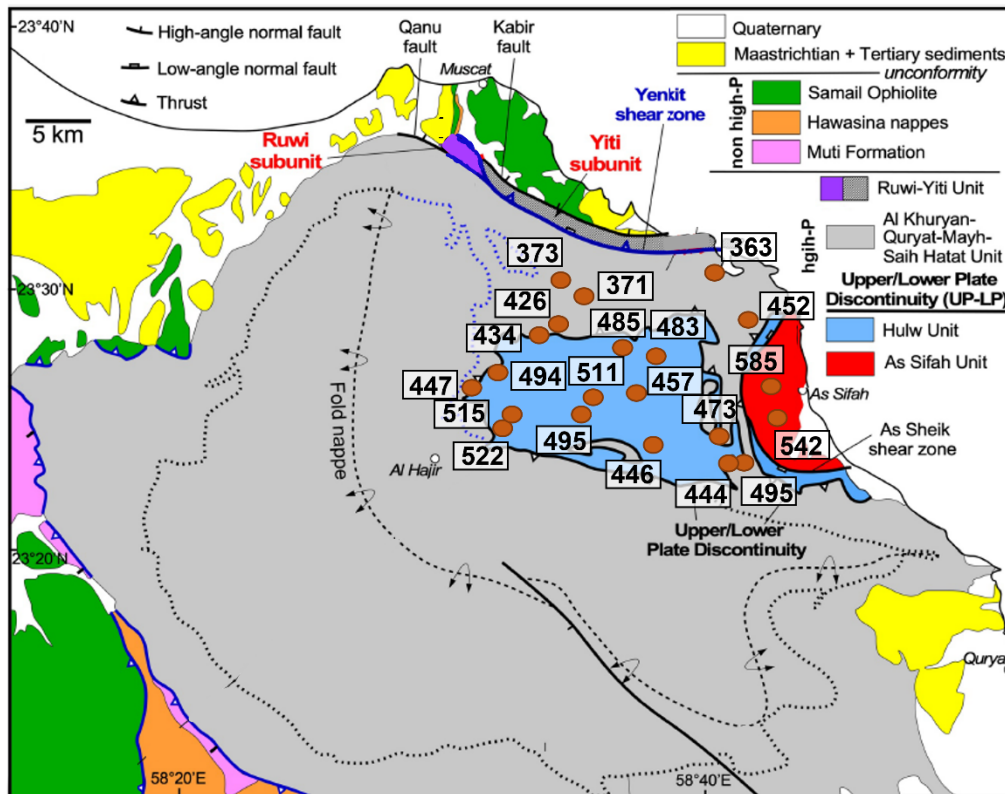 23°40'N
High-angle normal fault
Low-angle normal fault
Thrust
5 km
Qanu
fault
Kabir
fault
Muscat
Ruwi
subunit
Yiti
subunit
Yenkit
shear zone
Quaternary
Maastrichtian + Tertiary sediments
unconformity
non high-P
Samail Ophiolite
Hawasina nappes
Muti Formation
Ruwi-Yiti Unit
hgih-P
Al Khuryan-
Quryat-Mayh-
Saih Hatat Unit
Upper/Lower Plate
Discontinuity (UP-LP)
Hulw Unit
As Sifah Unit
23°30'N
373
363
371
426
452
485
483
434
585
494
511
457
447
As Sifah
473
515
As Sheik
shear zone
495
542
522
Al Hajir
446
444
495
Fold nappe
Upper/Lower
Plate Discontinuity
23°20'N
Qurya
58°20'E
58°40'E